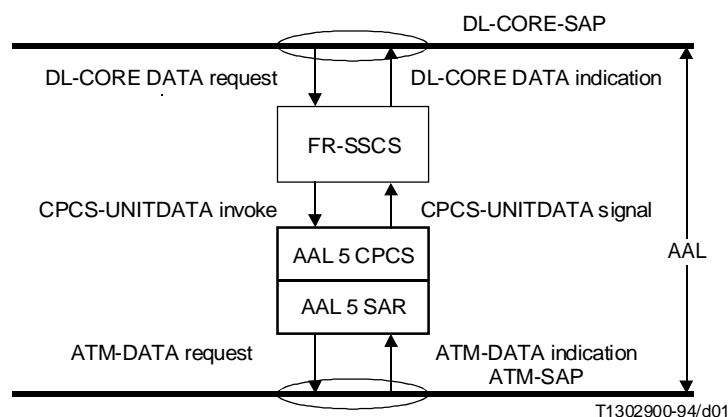 DL-CORE-SAP
DL-CORE DATA request
DL-CORE DATA indication
FR-SSCS
CPCS-UNITDATA invoke
CPCS-UNITDATA signal
AAL
AAL 5 CPCS
AAL 5 SAR
ATM-DATA request
ATM-DATA indication
ATM-SAP
T1302900-94/d01